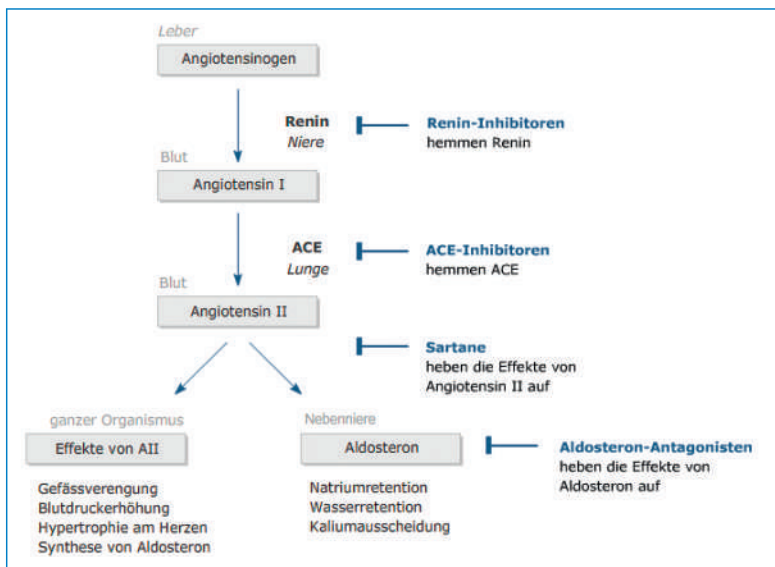 Leber
Angiotensinogen
Renin
Niere
Renin-Inhibitoren
hemmen Renin
Blut
Angiotensin I
ACE
Lunge
ACE-Inhibitoren
hemmen ACE
Blut
Angiotensin II
Sartane
heben die Effekte von
Angiotensin II auf
ganzer Organismus
Effekte von AII
Gefässverengung
Blutdruckerhöhung
Hypertrophie am Herzen
Synthese von Aldosteron
Nebenniere
Aldosteron
Natriumretention
Wasserretention
Kaliumausscheidung
Aldosteron-Antagonisten
heben die Effekte von
Aldosteron auf